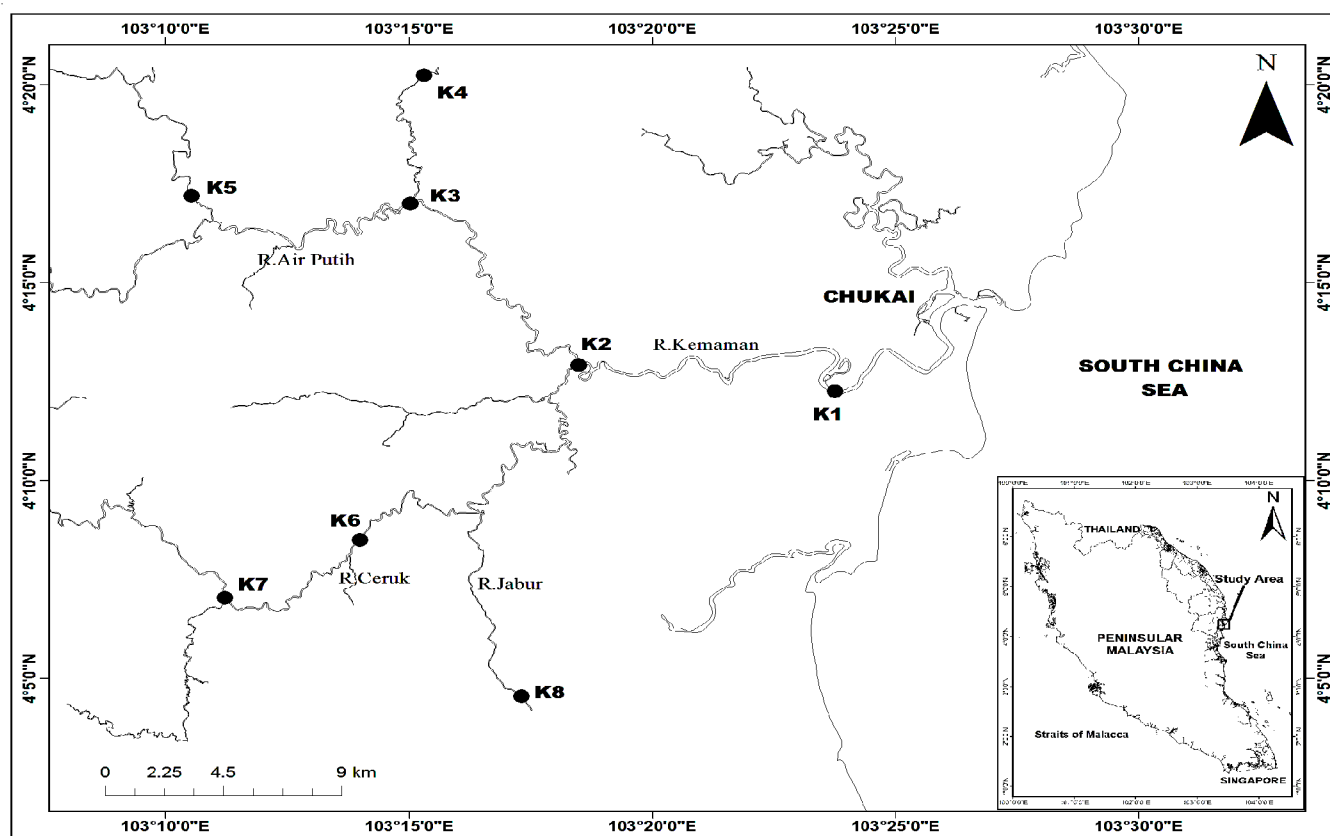 103°10'0"E 103°15'0"E 103°20'0"E 103°25'0"E 103°30'0"E
N
4°20'0"N 4°20'0"N
K4
K5
K3
R.Air Putih
4°15'0"N 4°15'0"N
CHUKAI
K2
R.Kemaman
SOUTH CHINA
SEA
K1
4°10'0"N 4°10'0"N
K6
R.Ceruk
K7
R.Jabur
4°5'0"N 4°5'0"N
K8
0 2.25 4.5 9 km
103°10'0"E 103°15'0"E 103°20'0"E 103°25'0"E 103°30'0"E
N
THAILAND
Study Area
PENINSULAR
MALAYSIA
South China
Sea
Straits of Malacca
SINGAPORE